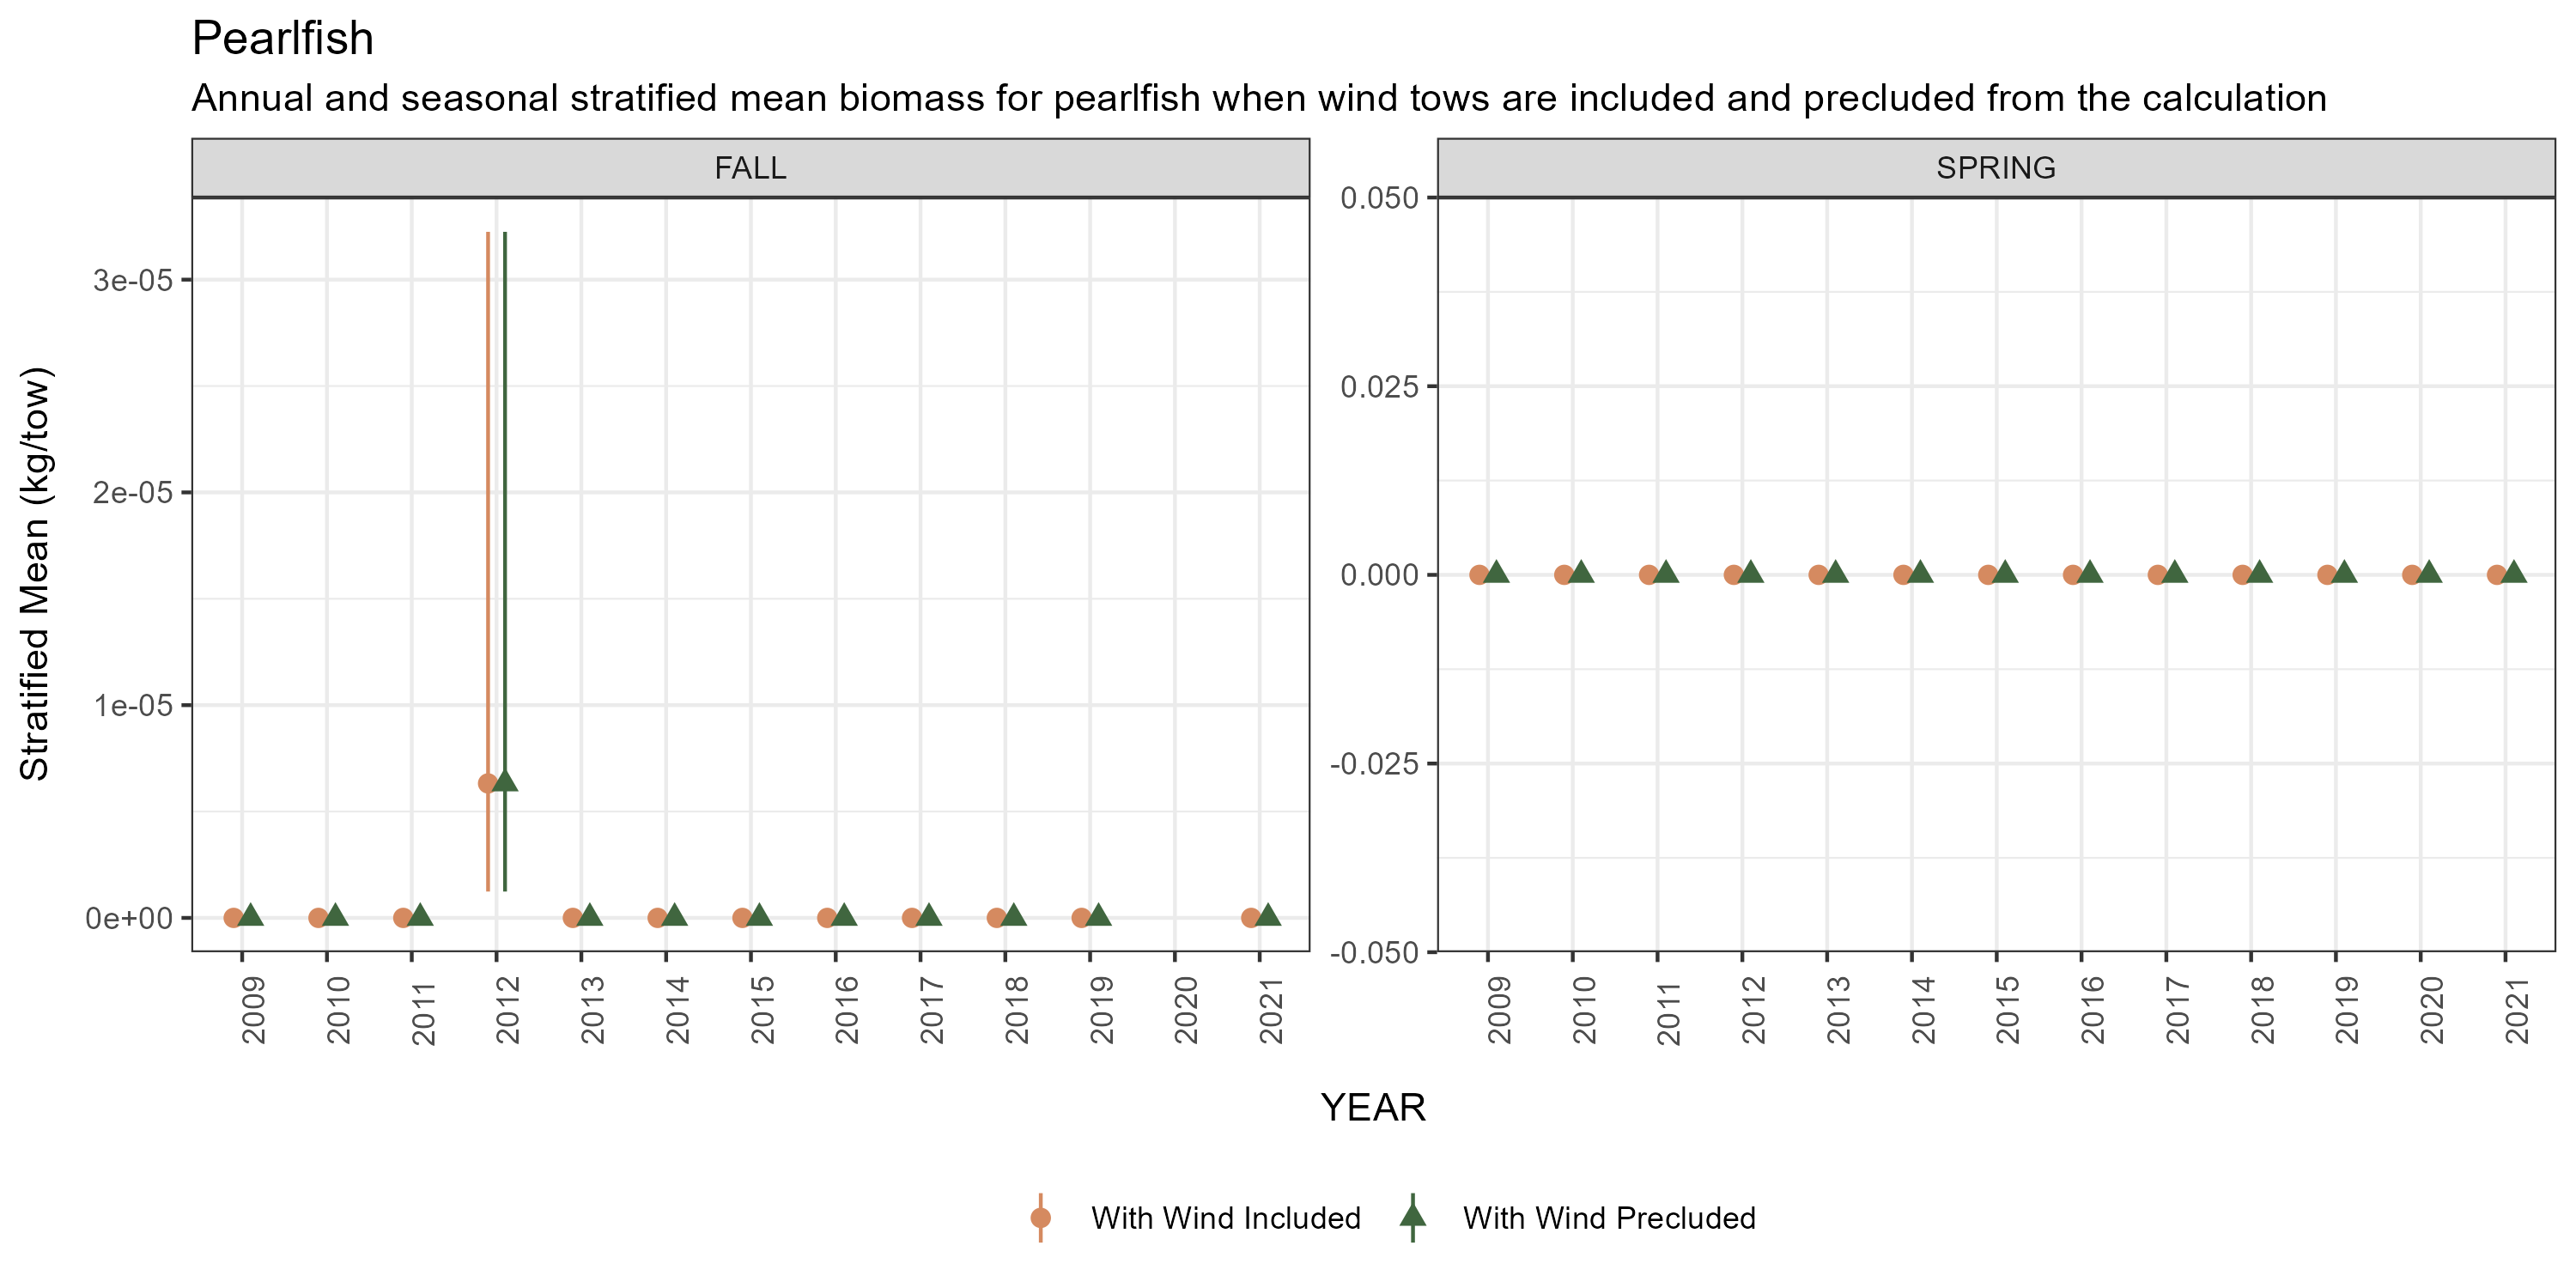 Pearlfish
Annual and seasonal stratified mean biomass for pearlfish when wind tows are included and precluded from the calculation
FALL
SPRING
Stratified Mean (kg/tow)
3e-05
2e-05
1e-05
0e+00
0.050
0.025
0.000
-0.025
-0.050
2009 2010 2011 2012 2013 2014 2015 2016 2017 2018 2019 2020 2021
2009 2010 2011 2012 2013 2014 2015 2016 2017 2018 2019 2020 2021
YEAR
With Wind Included
With Wind Precluded